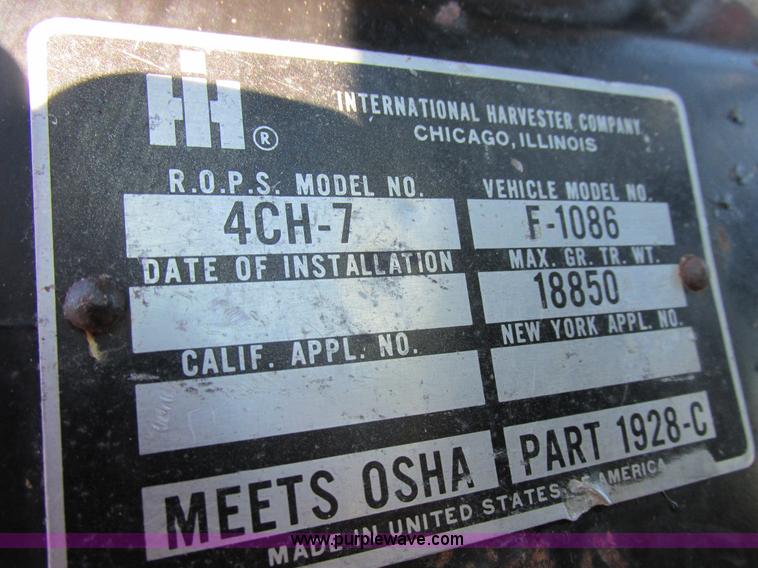 IH ®
INTERNATIONAL HARVESTER COMPANY
CHICAGO, ILLINOIS
R.O.P.S. MODEL NO. VEHICLE MODEL NO.
4CH-7 F-1086
DATE OF INSTALLATION MAX. GR. TR. WT.
18850
CALIF. APPL. NO. NEW YORK APPL. NO.
MEETS OSHA PART 1928-C
MADE IN UNITED STATES OF AMERICA
www.purplewave.com